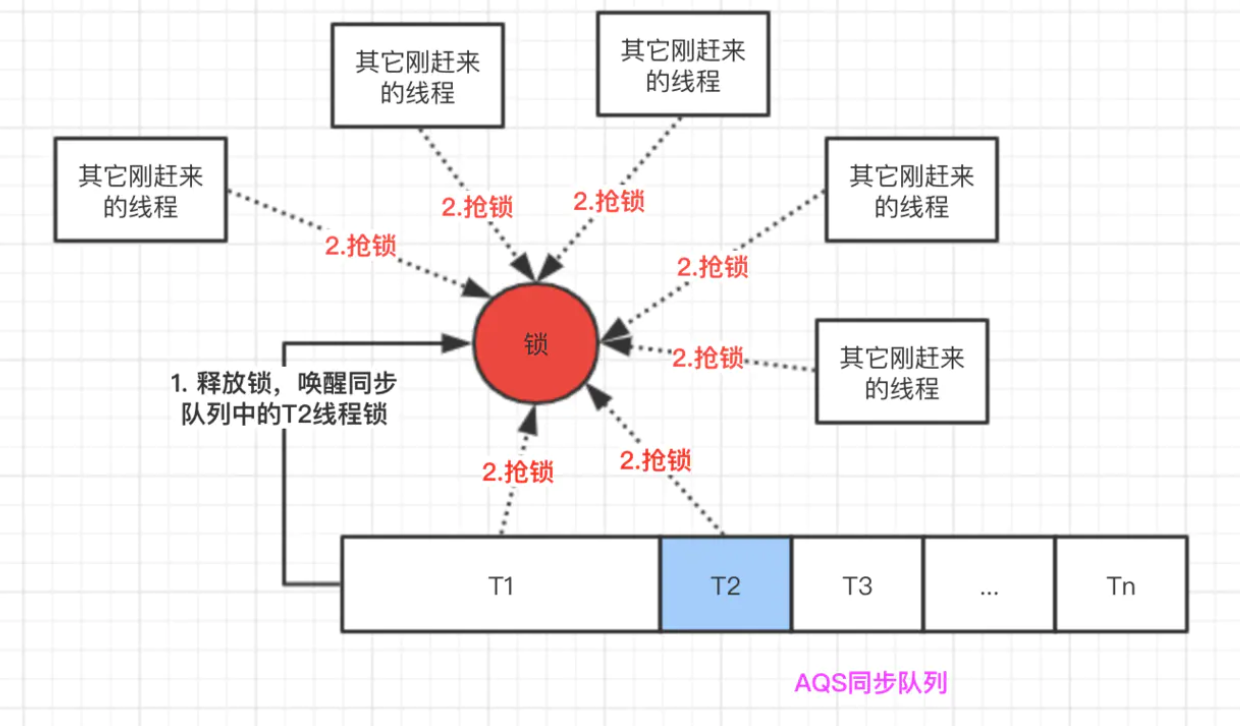 其它刚赶来
的线程
其它刚赶来
的线程
其它刚赶来
的线程
其它刚赶来
的线程
2.抢锁
2.抢锁
2.抢锁
2.抢锁
锁
2.抢锁
其它刚赶来
的线程
1. 释放锁，唤醒同步
队列中的T2线程锁
2.抢锁
2.抢锁
T1
T2
T3
...
Tn
AQS同步队列